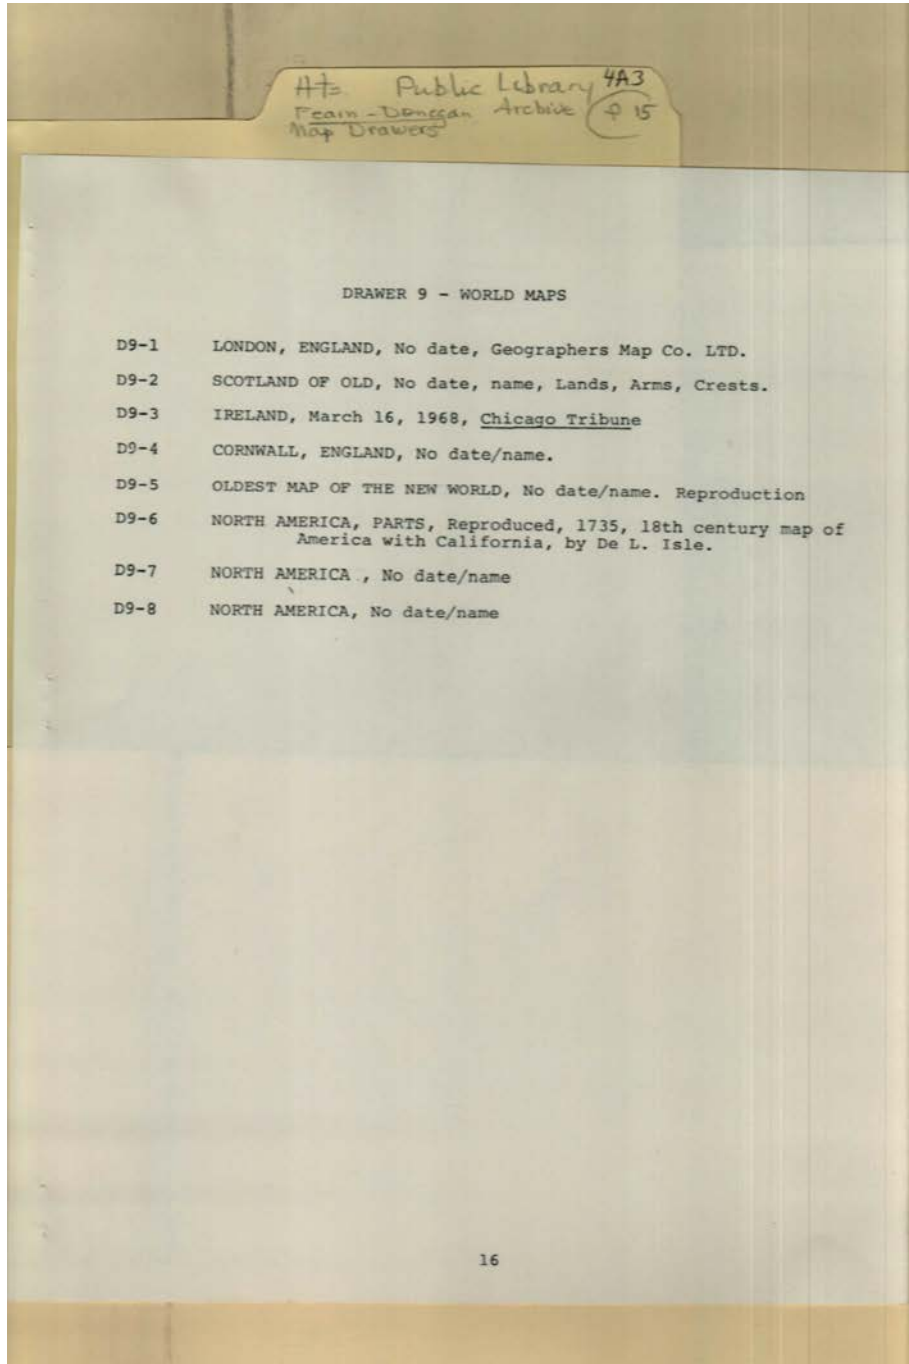 At= Public Library 4A3
Fearn-Donegan Archive p 15
Map Drawers
DRAWER 9 - WORLD MAPS
D9-1 LONDON, ENGLAND, No date, Geographers Map Co. LTD.
D9-2 SCOTLAND OF OLD, No date, name, Lands, Arms, Crests.
D9-3 IRELAND, March 16, 1968, Chicago Tribune
D9-4 CORNWALL, ENGLAND, No date/name.
D9-5 OLDEST MAP OF THE NEW WORLD, No date/name. Reproduction
D9-6 NORTH AMERICA, PARTS, Reproduced, 1735, 18th century map of
America with California, by De L. Isle.
D9-7 NORTH AMERICA ., No date/name
D9-8 NORTH AMERICA, No date/name
16